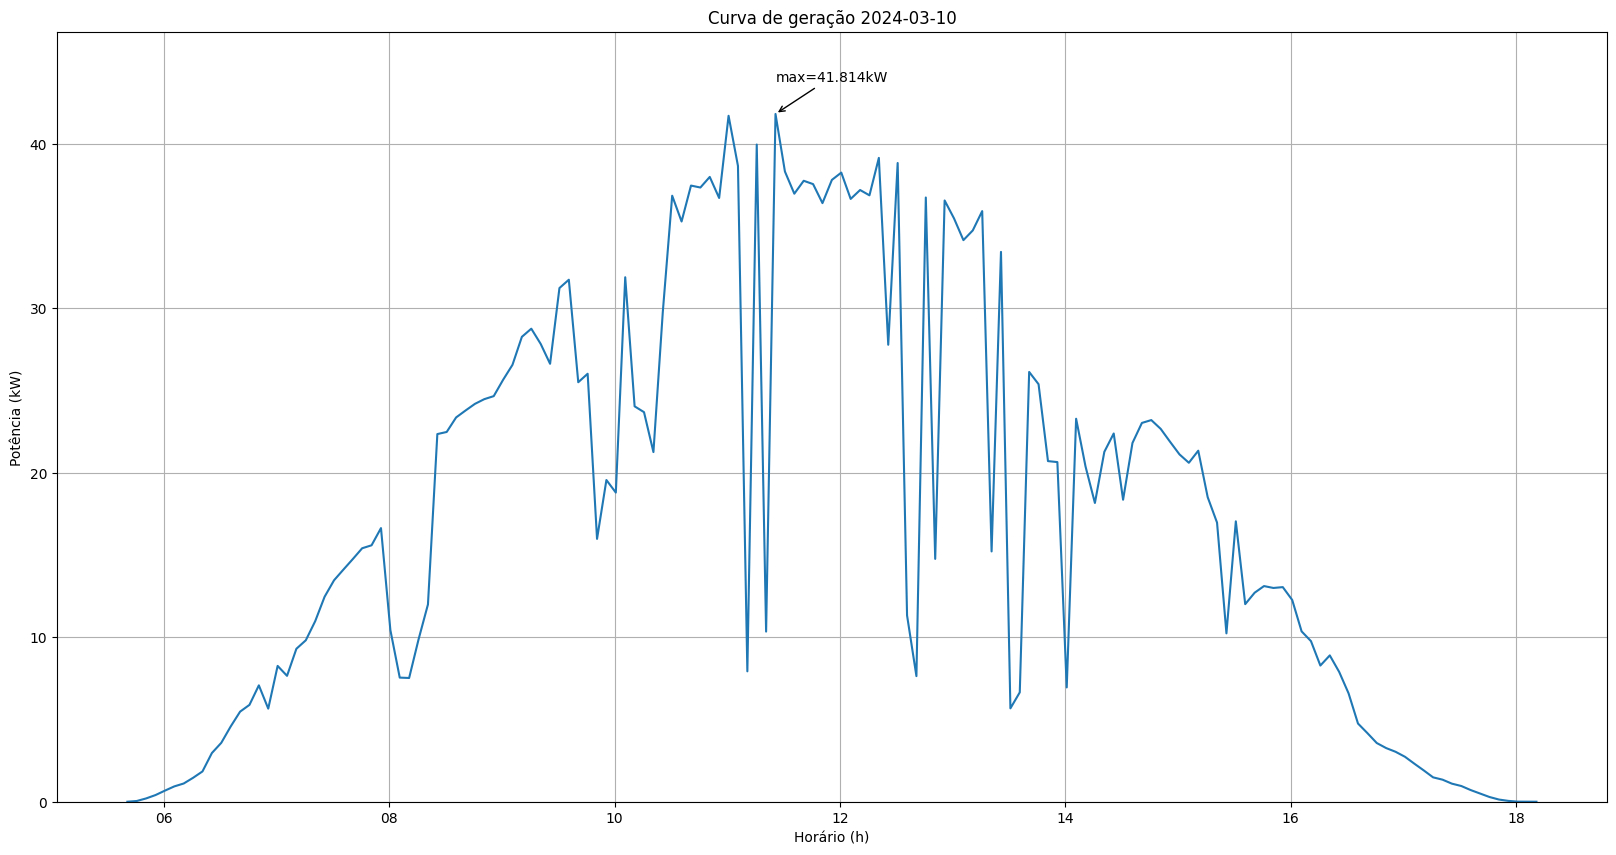 Curva de geração 2024-03-10
max=41.814kW
Potência (kW)
40
30
20
10
0
06 08 10 12 14 16 18
Horário (h)